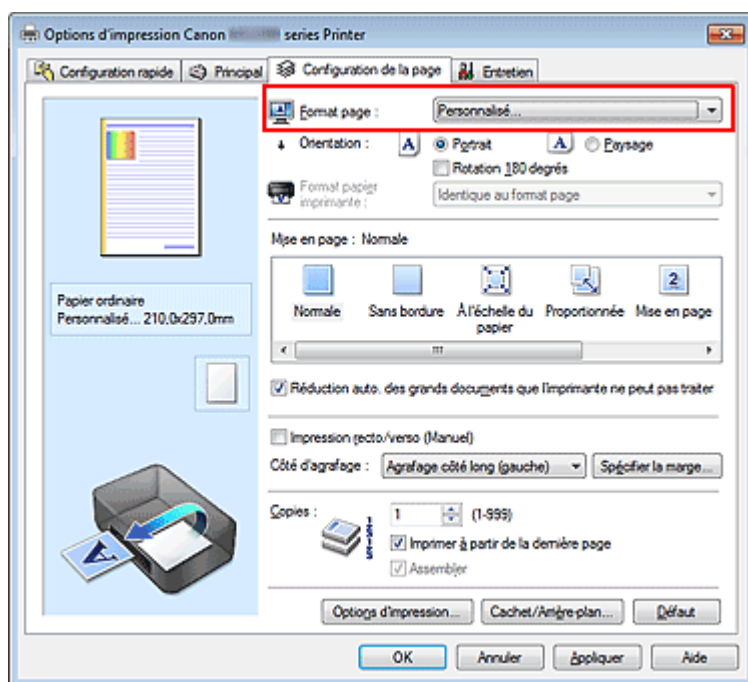 Options d'impression Canon series Printer
Configuration rapide Principal Configuration de la page Entretien
Format page : Personnalisé...
Orientation : A Portrait A Paysage
Rotation 180 degrés
Format papier
imprimante : Identique au format page
Mise en page : Normale
Normale Sans bordure À l'échelle du papier Proportionnée Mise en page
Papier ordinaire
Personnalisé... 210,0x297,0mm
Réduction auto. des grands documents que l'imprimante ne peut pas traiter
Impression recto/verso (Manuel)
Côté d'agrafage : Agrafage côté long (gauche) Spécifier la marge...
Copies : 1 (1-999)
Imprimer à partir de la dernière page
Assembler
Options d'impression... Cachet/Arrière-plan... Défaut
OK Annuler Appliquer Aide